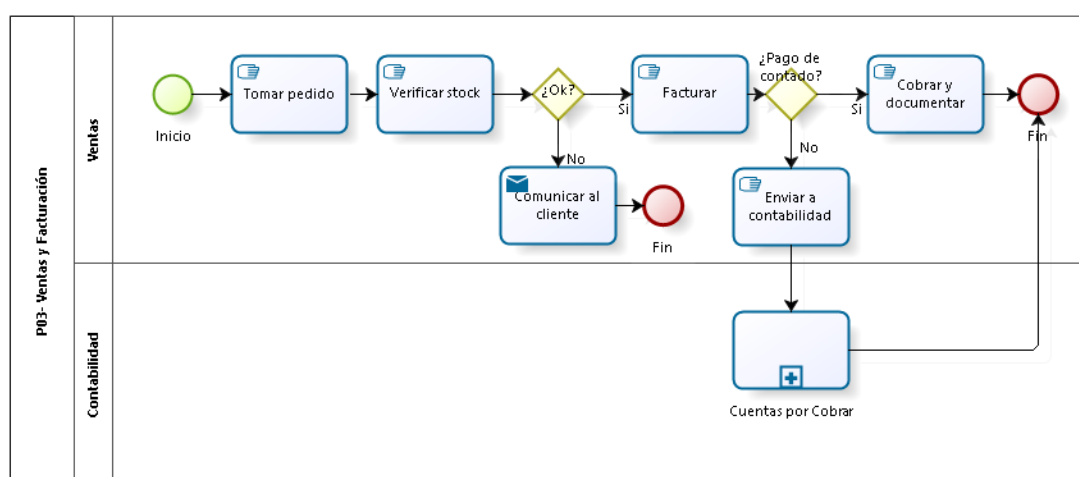 P03- Ventas y Facturación
Ventas
Inicio
Tomar pedido
Verificar stock
¿Ok?
Si
No
Comunicar al
cliente
Fin
Facturar
¿Pago de
contado?
Si
No
Cobrar y
documentar
Fin
Enviar a
contabilidad
Contabilidad
Cuentas por Cobrar